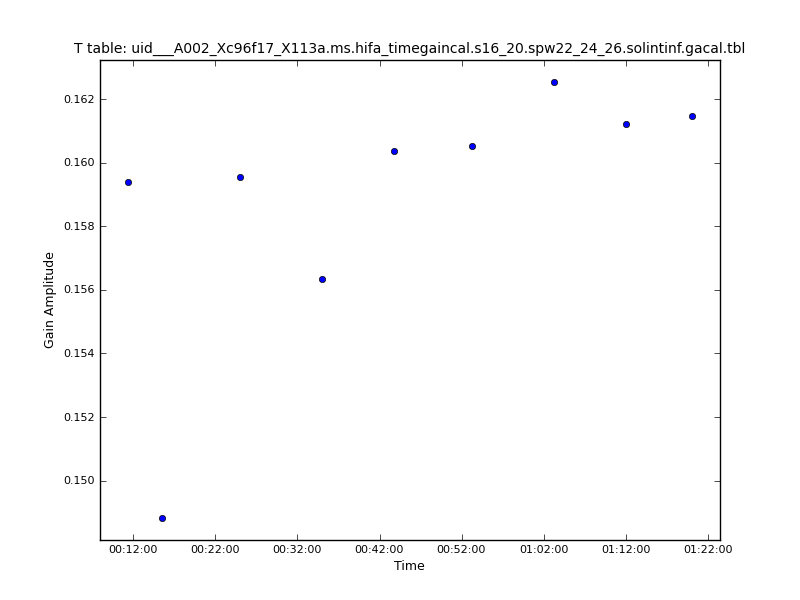 T table: uid___A002_Xc96f17_X113a.ms.hifa_timegaincal.s16_20.spw22_24_26.solintinf.gacal.tbl
0.162
0.160
0.158
0.156
0.154
0.152
0.150
Gain Amplitude
00:12:00 00:22:00 00:32:00 00:42:00 00:52:00 01:02:00 01:12:00 01:22:00
Time